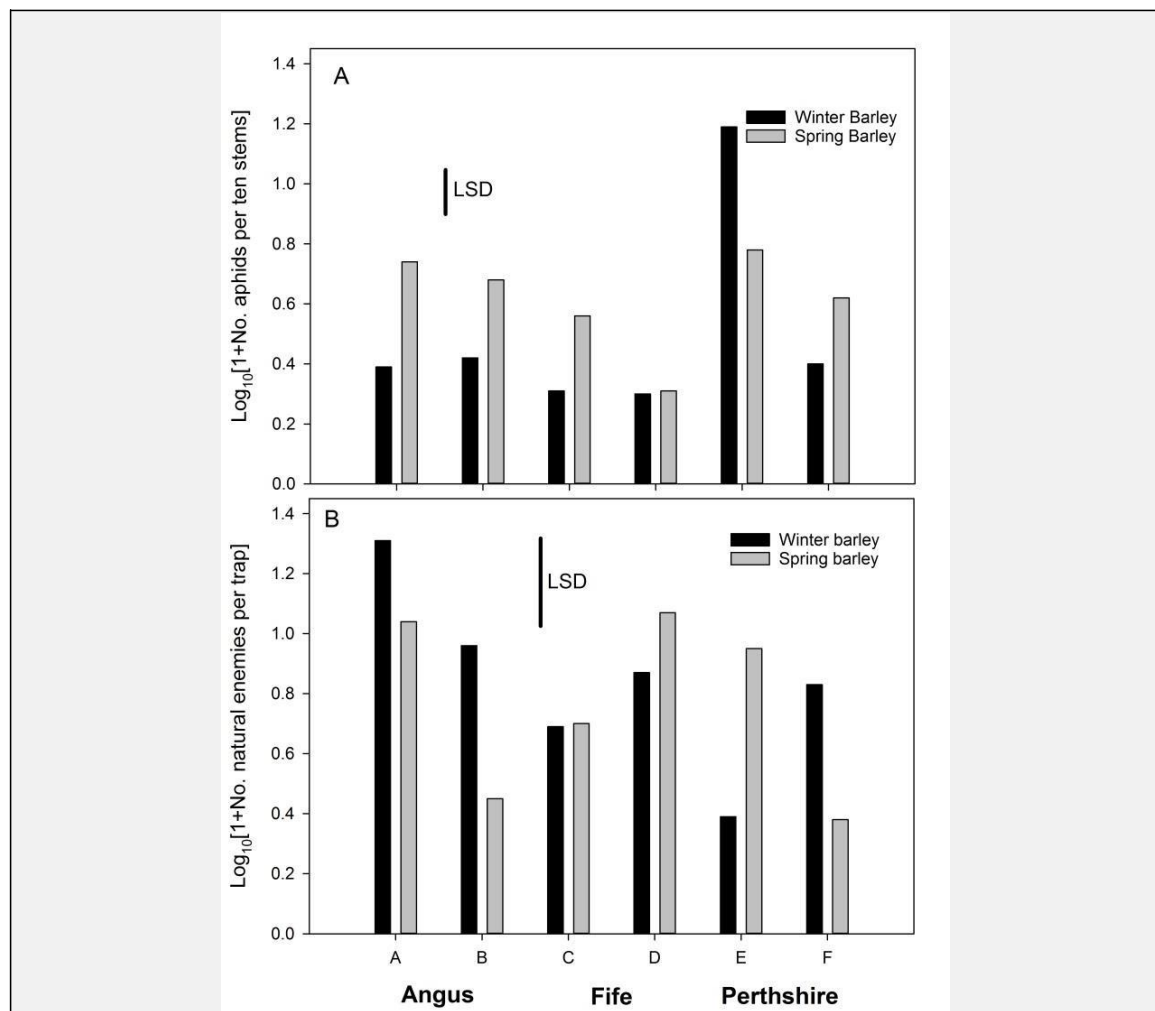 A
1.4
1.2
1.0
0.8
0.6
0.4
0.2
0.0
Log10[1+No. aphids per ten stems]
Winter Barley
Spring Barley
LSD
B
1.4
1.2
1.0
0.8
0.6
0.4
0.2
0.0
Log10[1+No. natural enemies per trap]
Winter barley
Spring barley
LSD
A B C D E F
Angus Fife Perthshire